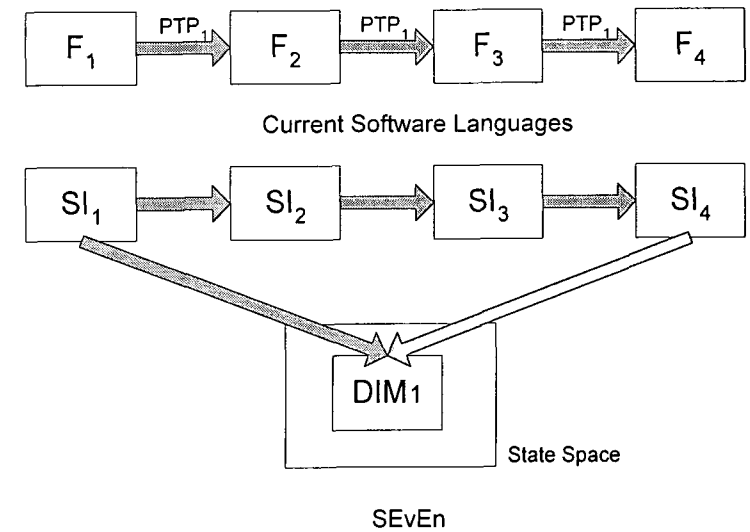 PTP₁ PTP₁ PTP₁
F₁ F₂ F₃ F₄
Current Software Languages
SI₁ SI₂ SI₃ SI₄
DIM1
State Space
SEvEn